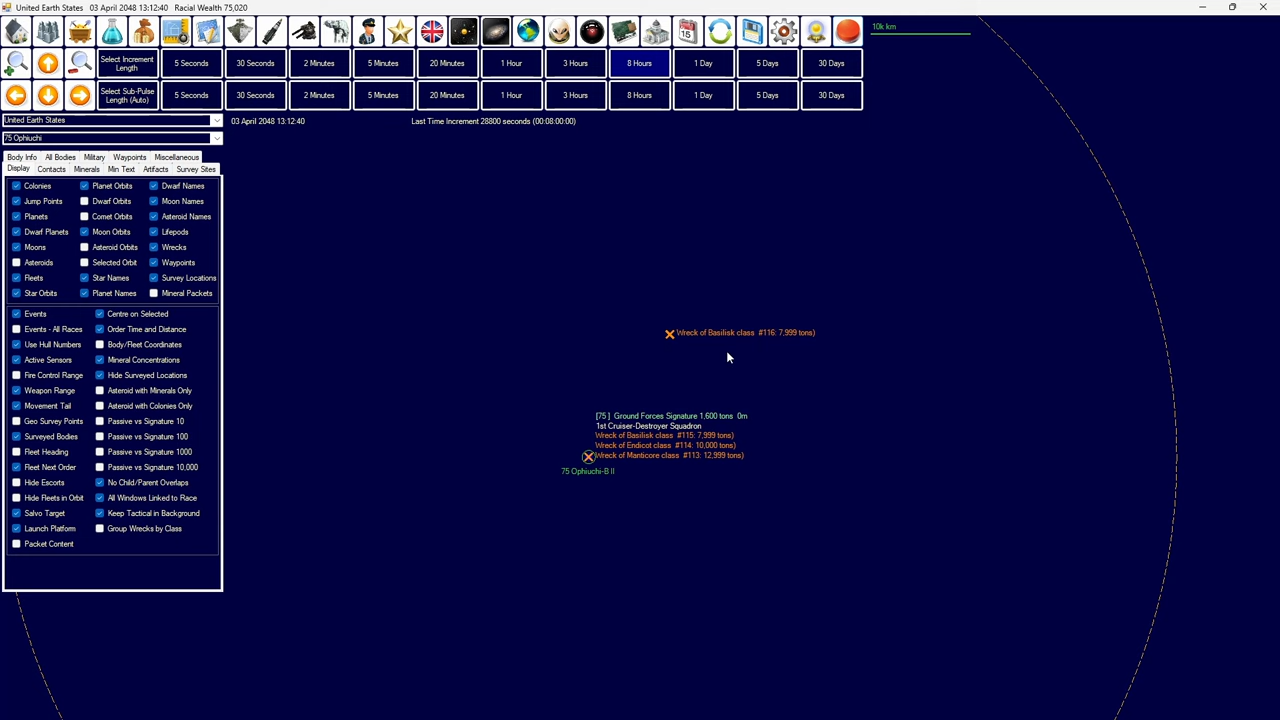 United Earth States   03 April 2048 13:12:40   Racial Wealth 75,020
10k km
Select Increment Length
5 Seconds
30 Seconds
2 Minutes
5 Minutes
20 Minutes
1 Hour
3 Hours
8 Hours
1 Day
5 Days
30 Days
Select Sub-Pulse Length (Auto)
5 Seconds
30 Seconds
2 Minutes
5 Minutes
20 Minutes
1 Hour
3 Hours
8 Hours
1 Day
5 Days
30 Days
United Earth States
03 April 2048 13:12:40
Last Time Increment 28800 seconds (00:08:00:00)
75 Ophiuchi
Body Info All Bodies Military Waypoints Miscellaneous
Display Contacts Minerals Min Text Artifacts Survey Sites
Colonies Planet Orbits Dwarf Names
Jump Points Dwarf Orbits Moon Names
Planets Comet Orbits Asteroid Names
Dwarf Planets Moon Orbits Lifepods
Moons Asteroid Orbits Wrecks
Asteroids Selected Orbit Waypoints
Fleets Star Names Survey Locations
Star Orbits Planet Names Mineral Packets
Events Centre on Selected
Events - All Races Order Time and Distance
Use Hull Numbers Body/Fleet Coordinates
Active Sensors Mineral Concentrations
Fire Control Range Hide Surveyed Locations
Weapon Range Asteroid with Minerals Only
Movement Tail Asteroid with Colonies Only
Geo Survey Points Passive vs Signature 10
Surveyed Bodies Passive vs Signature 100
Fleet Heading Passive vs Signature 1000
Fleet Next Order Passive vs Signature 10,000
Hide Escorts No Child/Parent Overlaps
Hide Fleets in Orbit All Windows Linked to Race
Salvo Target Keep Tactical in Background
Launch Platform Group Wrecks by Class
Packet Content
Wreck of Basilisk class  #116: 7,999 tons)
[75 ]  Ground Forces Signature 1,600 tons  0m
1st Cruiser-Destroyer Squadron
Wreck of Basilisk class  #115: 7,999 tons)
Wreck of Endicot class  #114: 10,000 tons)
Wreck of Manticore class  #113: 12,999 tons)
75 Ophiuchi-B II